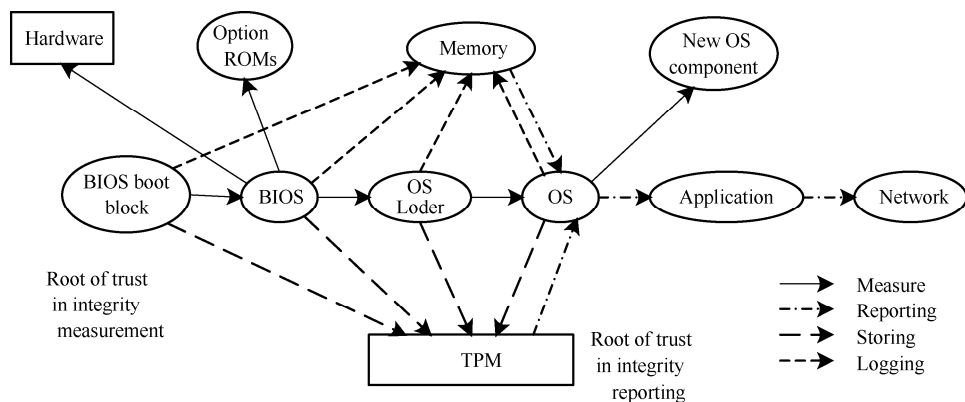 Hardware
Option
ROMs
Memory
New OS
component
BIOS boot
block
BIOS
OS
Loder
OS
Application
Network
Root of trust
in integrity
measurement
TPM
Root of trust
in integrity
reporting
Measure
Reporting
Storing
Logging